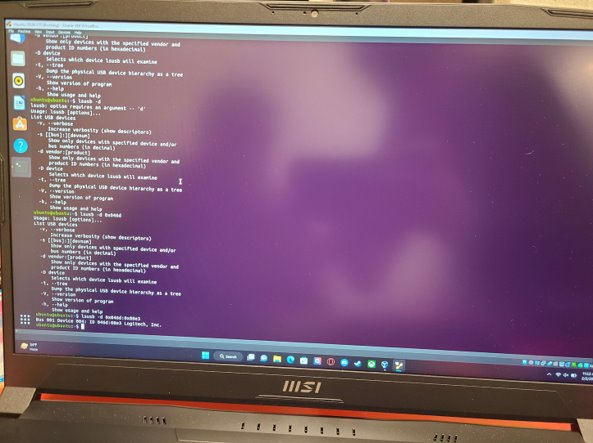 -d vendor:[product]
Show only devices with the specified vendor and
product ID numbers (in hexadecimal)
-D device
Selects which device lsusb will examine
-t, --tree
Dump the physical USB device hierarchy as a tree
-V, --version
Show version of program
-h, --help
Show usage and help
ubuntu@ubuntu:~$ lsusb -d
lsusb: option requires an argument -- 'd'
Usage: lsusb [options]...
List USB devices
-v, --verbose
Increase verbosity (show descriptors)
-s [[bus]:][devnum]
Show only devices with specified device and/or
bus numbers (in decimal)
-d vendor:[product]
Show only devices with the specified vendor and
product ID numbers (in hexadecimal)
-D device
Selects which device lsusb will examine
-t, --tree
Dump the physical USB device hierarchy as a tree
-V, --version
Show version of program
-h, --help
Show usage and help
ubuntu@ubuntu:~$ lsusb -d 0x046d
Usage: lsusb [options]...
List USB devices
-v, --verbose
Increase verbosity (show descriptors)
-s [[bus]:][devnum]
Show only devices with specified device and/or
bus numbers (in decimal)
-d vendor:[product]
Show only devices with the specified vendor and
product ID numbers (in hexadecimal)
-D device
Selects which device lsusb will examine
-t, --tree
Dump the physical USB device hierarchy as a tree
-V, --version
Show version of program
-h, --help
Show usage and help
ubuntu@ubuntu:~$ lsusb -d 0x046d:0x08e3
Bus 001 Device 004: ID 046d:08e3 Logitech, Inc.
ubuntu@ubuntu:~$
Search
msi